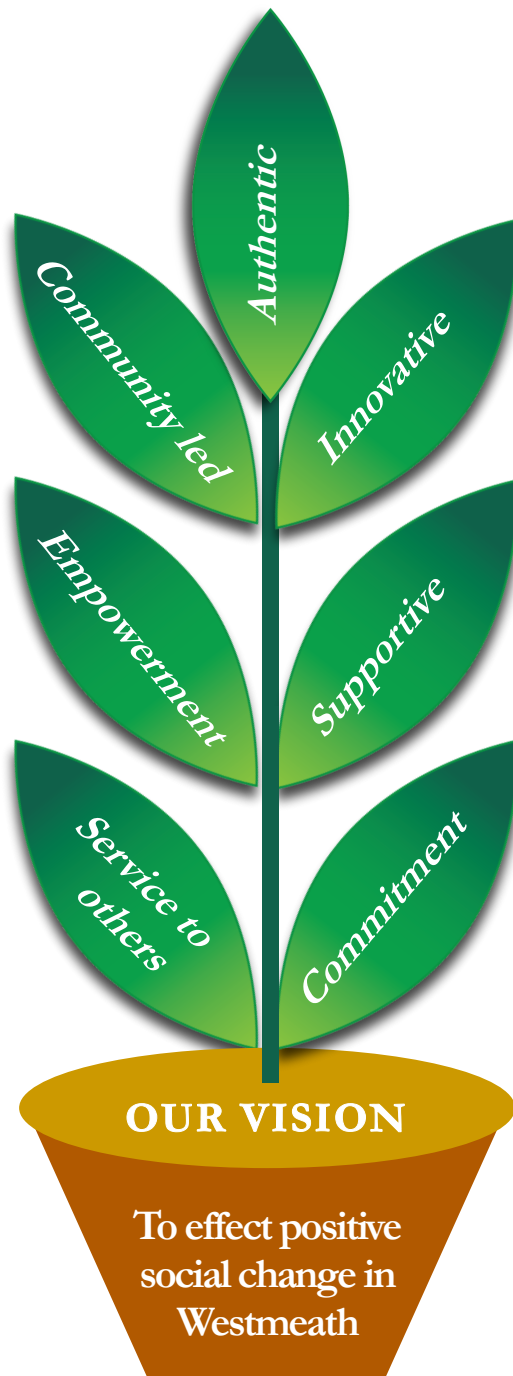 Authentic
Community led
Innovative
Empowerment
Supportive
Service to
others
Commitment
OUR VISION
To effect positive
social change in
Westmeath